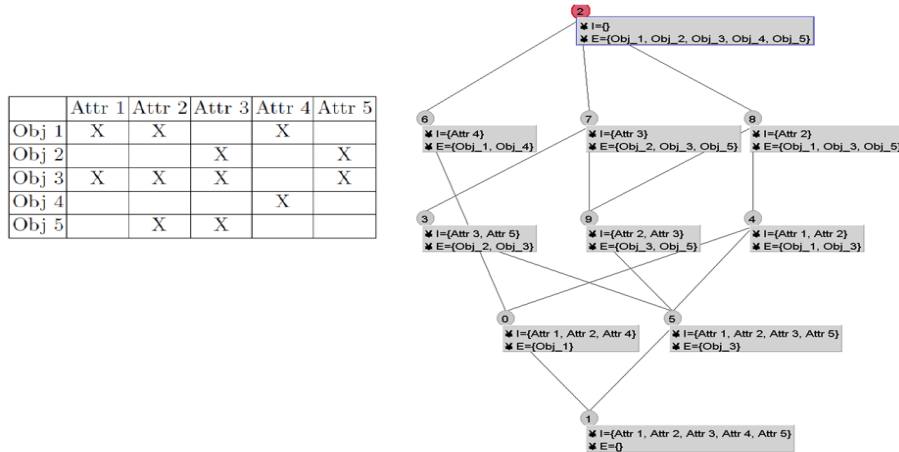 Attr 1 Attr 2 Attr 3 Attr 4 Attr 5
Obj 1 X X X
Obj 2 X X
Obj 3 X X X X
Obj 4 X
Obj 5 X X
2
I={}
E={Obj_1, Obj_2, Obj_3, Obj_4, Obj_5}
6
I={Attr 4}
E={Obj_1, Obj_4}
7
I={Attr 3}
E={Obj_2, Obj_3, Obj_5}
8
I={Attr 2}
E={Obj_1, Obj_3, Obj_5}
3
I={Attr 3, Attr 5}
E={Obj_2, Obj_3}
9
I={Attr 2, Attr 3}
E={Obj_3, Obj_5}
4
I={Attr 1, Attr 2}
E={Obj_1, Obj_3}
0
I={Attr 1, Attr 2, Attr 4}
E={Obj_1}
5
I={Attr 1, Attr 2, Attr 3, Attr 5}
E={Obj_3}
1
I={Attr 1, Attr 2, Attr 3, Attr 4, Attr 5}
E={}